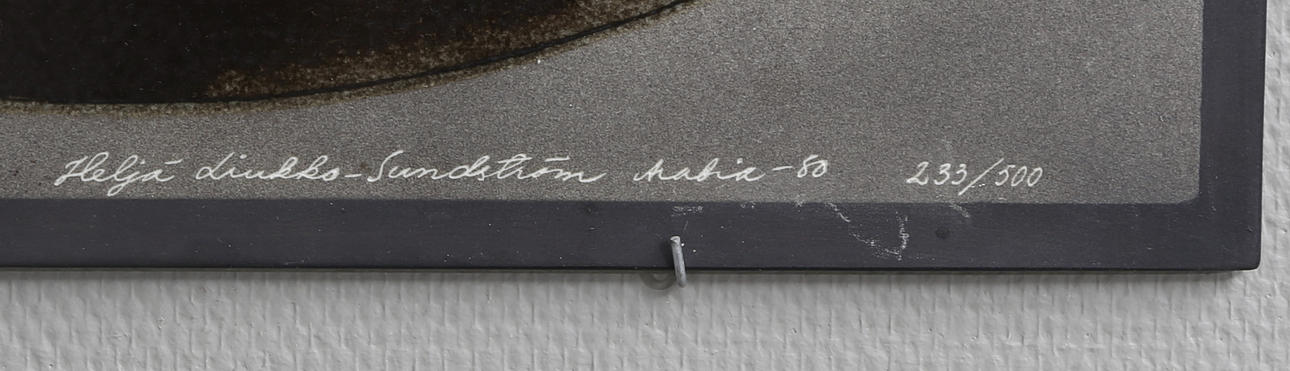 Heljä Liukko-Sundström Arabia -80 233/500